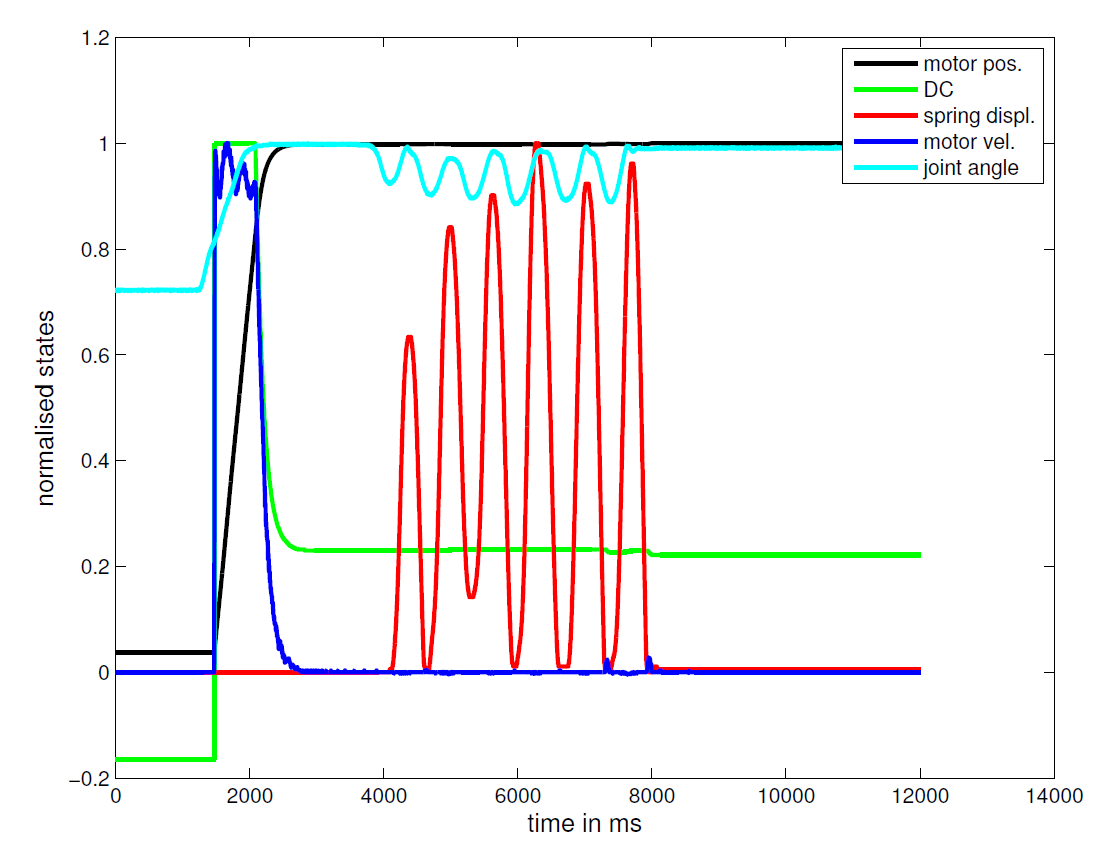 1.2
1
0.8
0.6
0.4
0.2
0
−0.2
normalised states
motor pos.
DC
spring displ.
motor vel.
joint angle
0 2000 4000 6000 8000 10000 12000 14000
time in ms